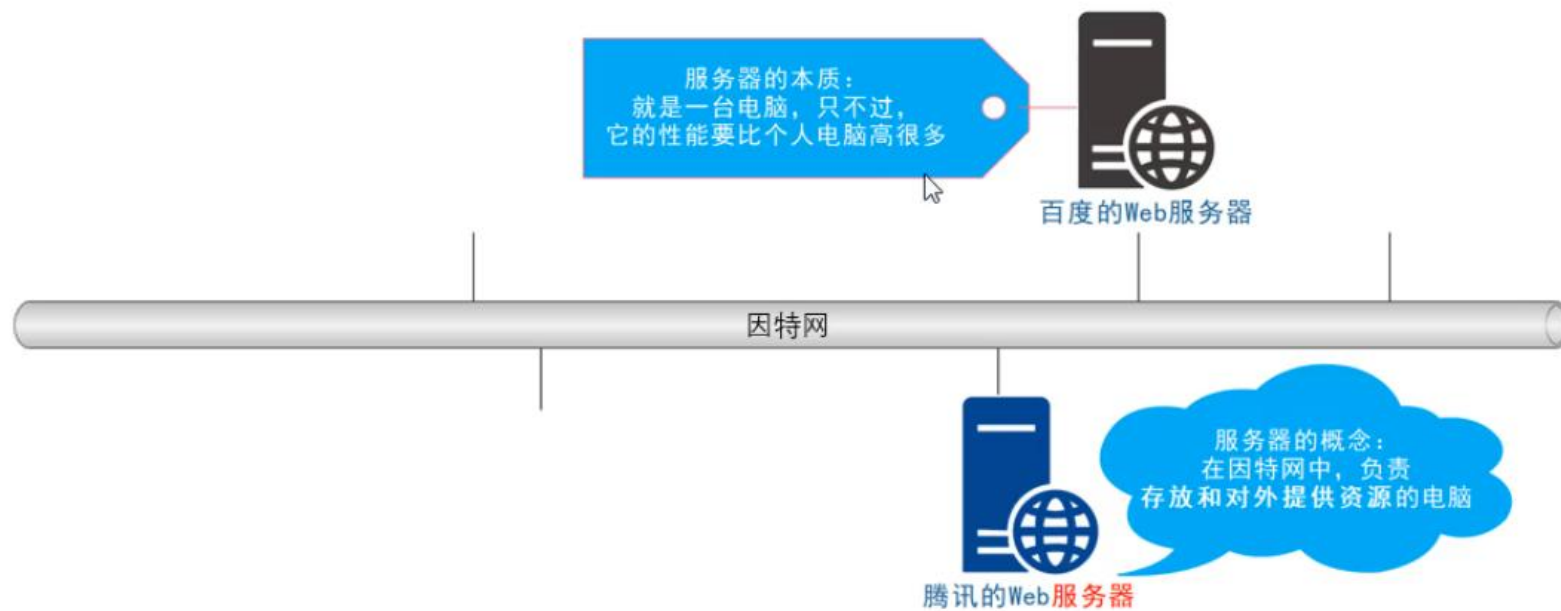 服务器的本质：
就是一台电脑，只不过，
它的性能要比个人电脑高很多
百度的Web服务器
因特网
服务器的概念：
在因特网中，负责
存放和对外提供资源的电脑
腾讯的Web服务器